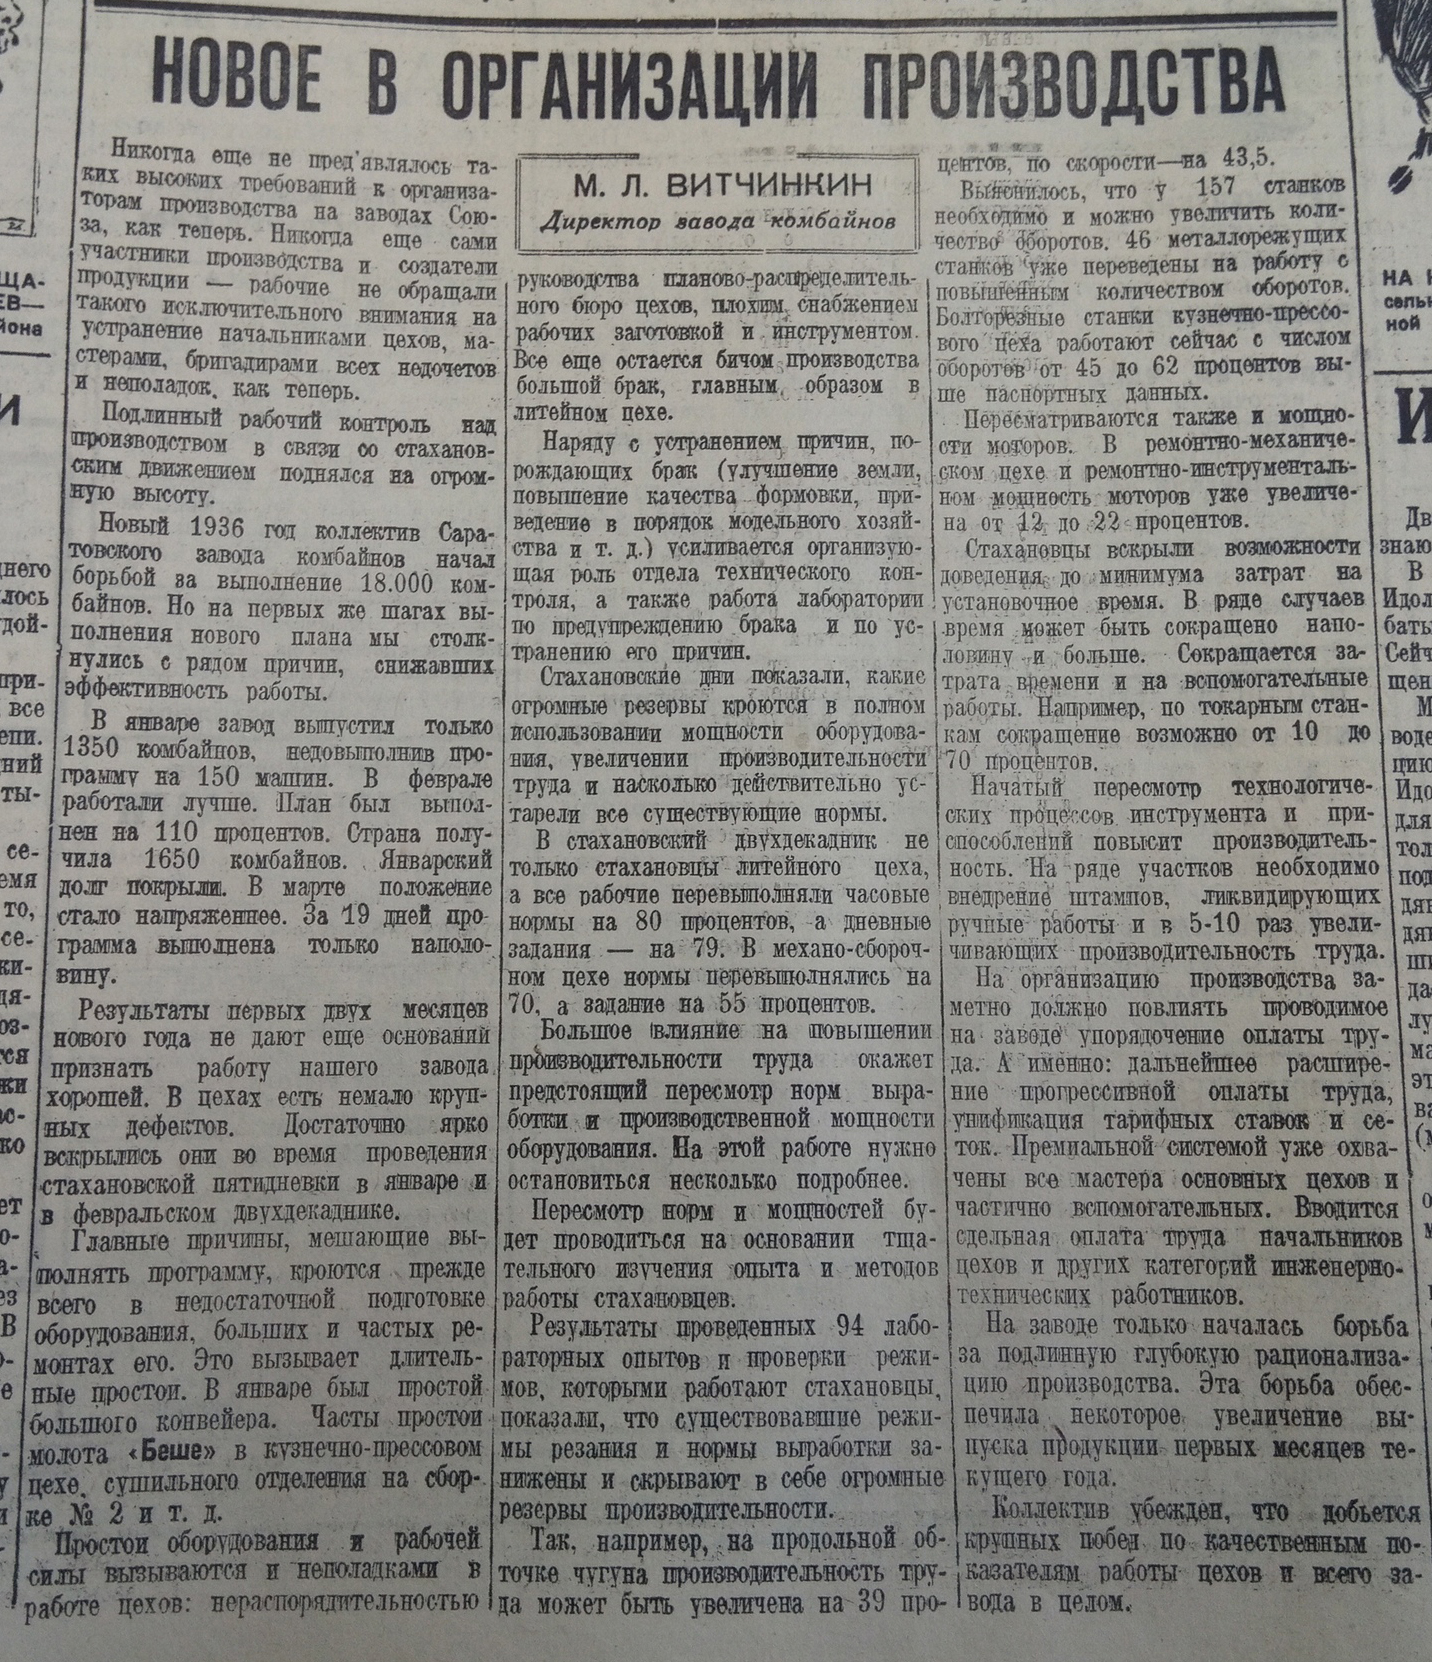 НОВОЕ В ОРГАНИЗАЦИИ ПРОИЗВОДСТВА
М. Л. ВИТЧИНКИН
Директор завода комбайнов
Никогда еще не пред'являлось та-
ких высоких требований к организа-
торам производства на заводах Сою-
за, как теперь. Никогда еще сами
участники производства и создатели
продукции — рабочие не обращали
такого исключительного внимания на
устранение начальниками цехов, ма-
стерами, бригадирами всех недочетов
и неполадок, как теперь.
Подлинный рабочий контроль над
производством в связи со стаханов-
ским движением поднялся на огром-
ную высоту.
Новый 1936 год коллектив Сара-
товского завода комбайнов начал
борьбой за выполнение 18.000 ком-
байнов. Но на первых же шагах вы-
полнения нового плана мы столк-
нулись с рядом причин, снижавших
эффективность работы.
В январе завод выпустил только
1350 комбайнов, недовыполнив про-
грамму на 150 машин. В феврале
работали лучше. План был выпол-
нен на 110 процентов. Страна полу-
чила 1650 комбайнов. Январский
долг покрыли. В марте положение
стало напряженнее. За 19 дней про-
грамма выполнена только наполо-
вину.
Результаты первых двух месяцев
нового года не дают еще оснований
признать работу нашего завода
хорошей. В цехах есть немало круп-
ных дефектов. Достаточно ярко
вскрылись они во время проведения
стахановской пятидневки в январе и
в февральском двухдекаднике.
Главные причины, мешающие вы-
полнять программу, кроются прежде
всего в недостаточной подготовке
оборудования, больших и частых ре-
монтах его. Это вызывает длитель-
ные простои. В январе был простой
большого конвейера. Часты простои
молота «Беше» в кузнечно-прессовом
цехе, сушильного отделения на сбор-
ке № 2 и т. д.
Простои оборудования и рабочей
силы вызываются и неполадками в
работе цехов: нераспорядительностью
руководства планово-распределитель-
ного бюро цехов, плохим снабжением
рабочих заготовкой и инструментом.
Все еще остается бичом производства
большой брак, главным образом в
литейном цехе.
Наряду с устранением причин, по-
рождающих брак (улучшение земли,
повышение качества формовки, при-
ведение в порядок модельного хозяй-
ства и т. д.) усиливается организую-
щая роль отдела технического кон-
троля, а также работа лаборатории
по предупреждению брака и по ус-
транению его причин.
Стахановские дни показали, какие
огромные резервы кроются в полном
использовании мощности оборудова-
ния, увеличении производительности
труда и насколько действительно ус-
тарели все существующие нормы.
В стахановский двухдекадник не
только стахановцы литейного цеха,
а все рабочие перевыполняли часовые
нормы на 80 процентов, а дневные
задания — на 79. В механо-сбороч-
ном цехе нормы перевыполнялись на
70, а задание на 55 процентов.
Большое влияние на повышении
производительности труда окажет
предстоящий пересмотр норм выра-
ботки и производственной мощности
оборудования. На этой работе нужно
остановиться несколько подробнее.
Пересмотр норм и мощностей бу-
дет проводиться на основании тща-
тельного изучения опыта и методов
работы стахановцев.
Результаты проведенных 94 лабо-
раторных опытов и проверки режи-
мов, которыми работают стахановцы,
показали, что существовавшие режи-
мы резания и нормы выработки за-
нижены и скрывают в себе огромные
резервы производительности.
Так, например, на продольной об-
точке чугуна производительность тру-
да может быть увеличена на 39 про-
центов, по скорости—на 43,5.
Выяснилось, что у 157 станков
необходимо и можно увеличить коли-
чество оборотов. 46 металлорежущих
станков уже переведены на работу с
повышенным количеством оборотов.
Болторезные станки кузнечно-прессо-
вого цеха работают сейчас с числом
оборотов от 45 до 62 процентов вы-
ше паспортных данных.
Пересматриваются также и мощно-
сти моторов. В ремонтно-механиче-
ском цехе и ремонтно-инструменталь-
ном мощность моторов уже увеличе-
на от 12 до 22 процентов.
Стахановцы вскрыли возможности
доведения до минимума затрат на
установочное время. В ряде случаев
время может быть сокращено напо-
ловину и больше. Сокращается за-
трата времени и на вспомогательные
работы. Например, по токарным стан-
кам сокращение возможно от 10 до
70 процентов.
Начатый пересмотр технологиче-
ских процессов инструмента и при-
способлений повысит производитель-
ность. На ряде участков необходимо
внедрение штампов, ликвидирующих
ручные работы и в 5-10 раз увели-
чивающих производительность труда.
На организацию производства за-
метно должно повлиять проводимое
на заводе упорядочение оплаты тру-
да. А именно: дальнейшее расшире-
ние прогрессивной оплаты труда,
унификация тарифных ставок и се-
ток. Премиальной системой уже охва-
чены все мастера основных цехов и
частично вспомогательных. Вводится
сдельная оплата труда начальников
цехов и других категорий инженерно-
технических работников.
На заводе только началась борьба
за подлинную глубокую рационализа-
цию производства. Эта борьба обес-
печила некоторое увеличение вы-
пуска продукции первых месяцев те-
кущего года.
Коллектив убежден, что добьется
крупных побед по качественным по-
казателям работы цехов и всего за-
вода в целом.